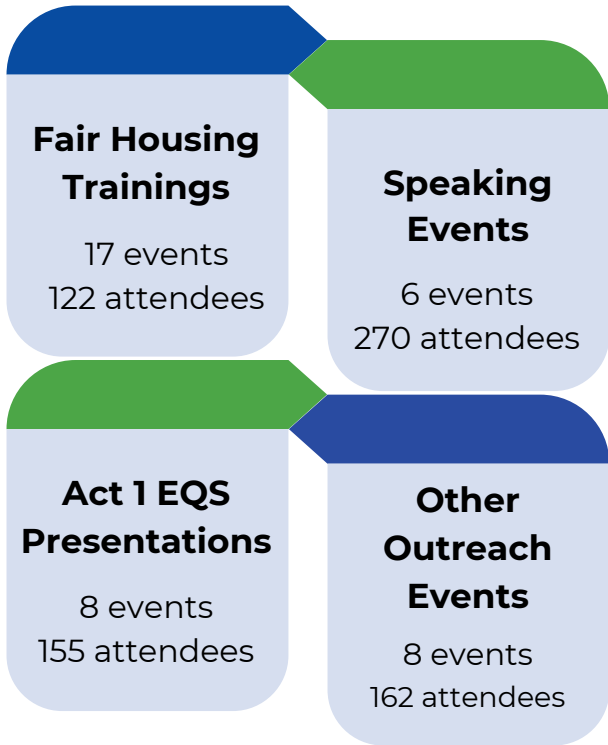 Fair Housing
Trainings
17 events
122 attendees
Speaking
Events
6 events
270 attendees
Act 1 EQS
Presentations
8 events
155 attendees
Other
Outreach
Events
8 events
162 attendees